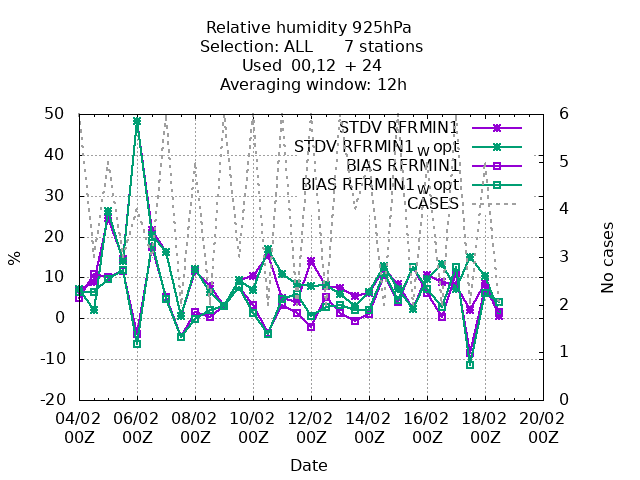 Relative humidity 925hPa
Selection: ALL 7 stations
Used 00,12 + 24
Averaging window: 12h
50
40
30
20
10
0
-10
-20
%
6
5
4
3
2
1
0
No cases
STDV RFRMIN1
STDV RFRMIN1w opt
BIAS RFRMIN1
BIAS RFRMIN1w opt
CASES
04/02 06/02 08/02 10/02 12/02 14/02 16/02 18/02 20/02
00Z 00Z 00Z 00Z 00Z 00Z 00Z 00Z 00Z
Date